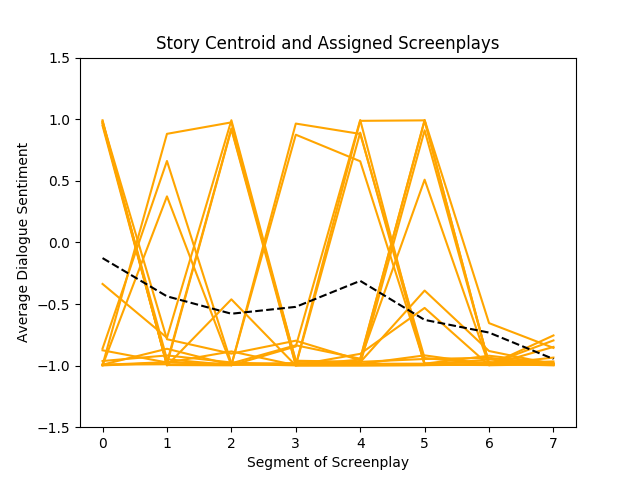 Story Centroid and Assigned Screenplays
1.5
1.0
0.5
0.0
−0.5
−1.0
−1.5
Average Dialogue Sentiment
0 1 2 3 4 5 6 7
Segment of Screenplay